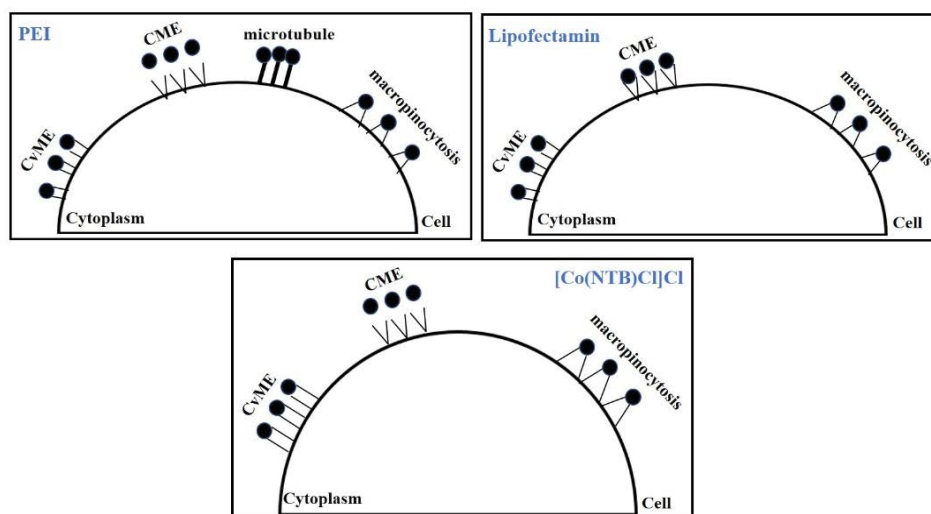 PEI
CME
microtubule
macropinocytosis
CvME
Cytoplasm
Cell
Lipofectamin
CME
macropinocytosis
CvME
Cytoplasm
Cell
[Co(NTB)Cl]Cl
CME
macropinocytosis
CvME
Cytoplasm
Cell